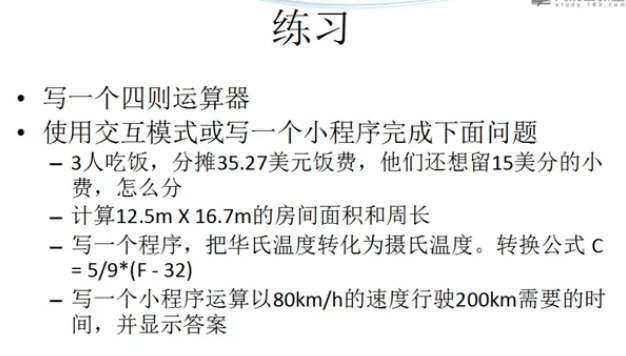 study.163.com
练习
• 写一个四则运算器
• 使用交互模式或写一个小程序完成下面问题
– 3人吃饭，分摊35.27美元饭费，他们还想留15美分的小
费，怎么分
– 计算12.5m X 16.7m的房间面积和周长
– 写一个程序，把华氏温度转化为摄氏温度。转换公式 C
= 5/9*(F - 32)
– 写一个小程序运算以80km/h的速度行驶200km需要的时
间，并显示答案